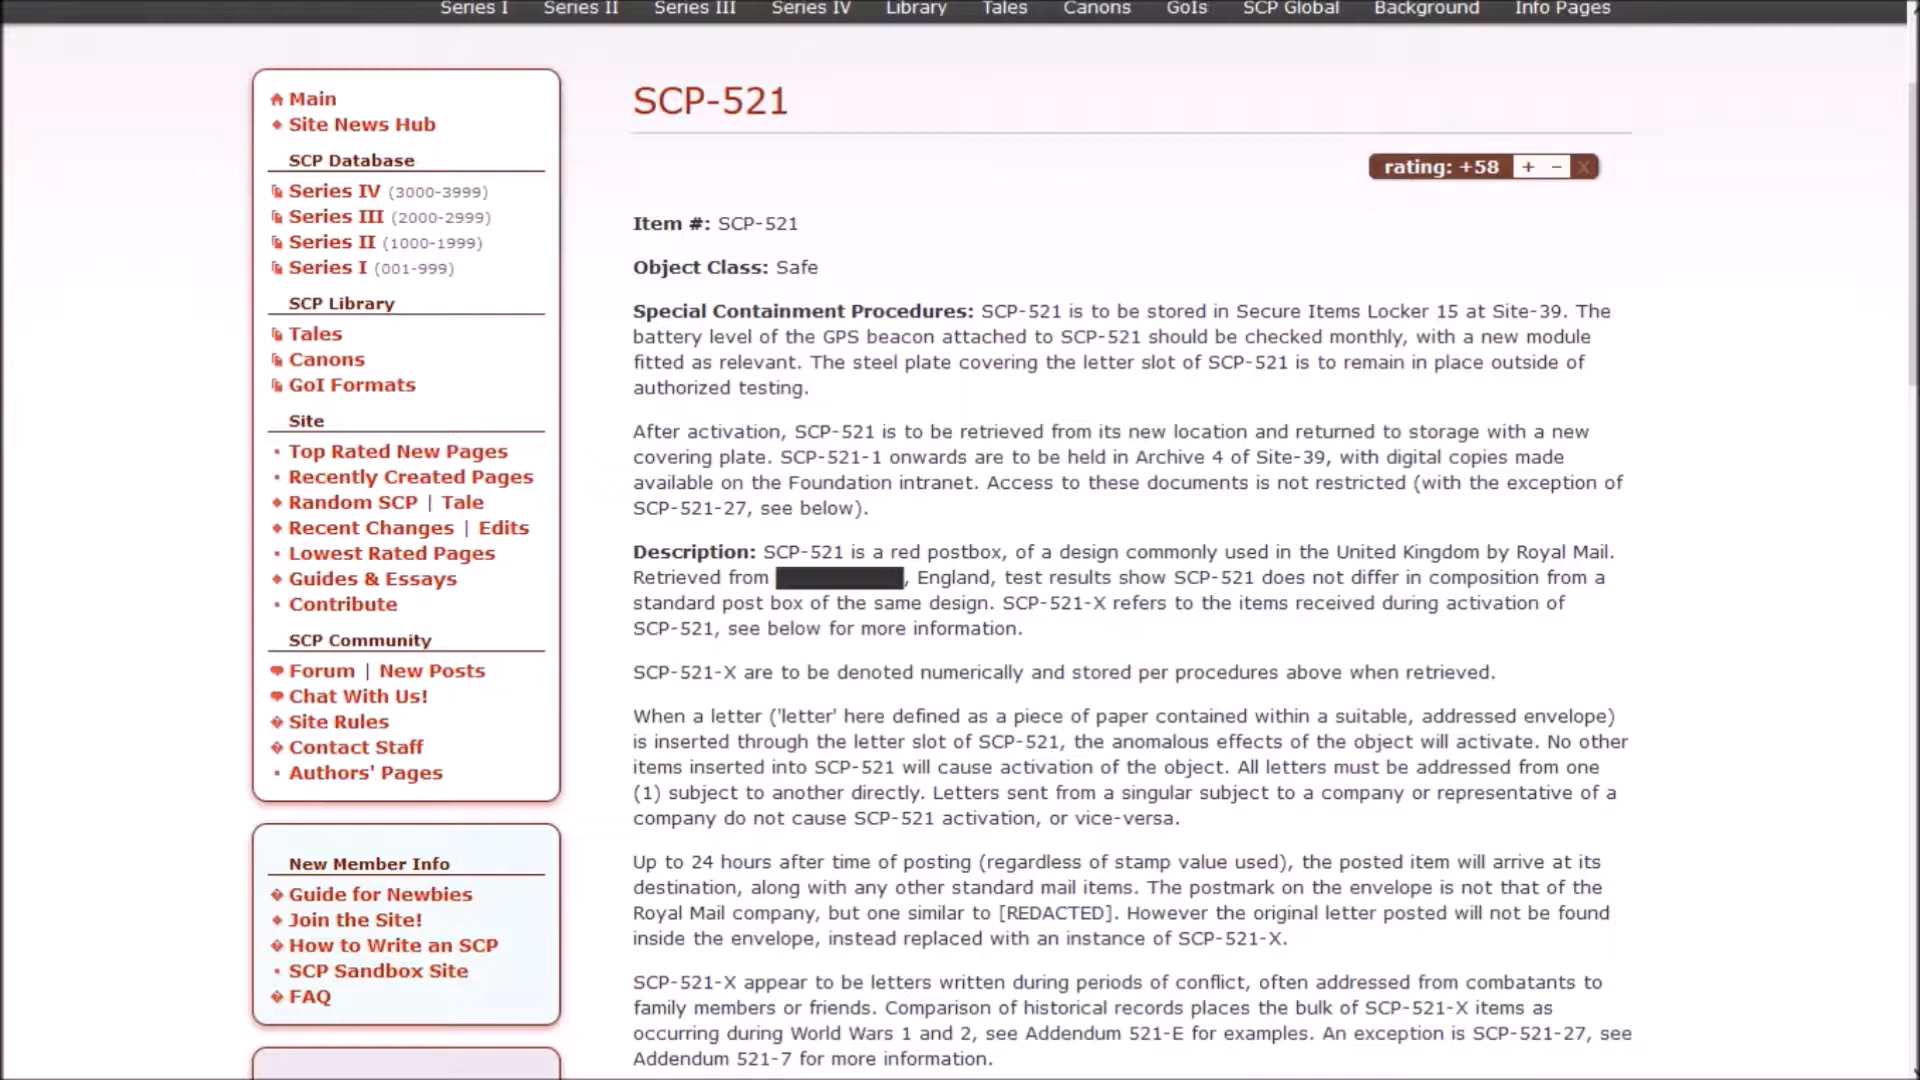 Series I Series II Series III Series IV Library Tales Canons GoIs SCP Global Background Info Pages
Main
Site News Hub
SCP Database
Series IV (3000-3999)
Series III (2000-2999)
Series II (1000-1999)
Series I (001-999)
SCP Library
Tales
Canons
GoI Formats
Site
Top Rated New Pages
Recently Created Pages
Random SCP | Tale
Recent Changes | Edits
Lowest Rated Pages
Guides & Essays
Contribute
SCP Community
Forum | New Posts
Chat With Us!
Site Rules
Contact Staff
Authors' Pages
New Member Info
Guide for Newbies
Join the Site!
How to Write an SCP
SCP Sandbox Site
FAQ
SCP-521
rating: +58 + − X
Item #: SCP-521
Object Class: Safe
Special Containment Procedures: SCP-521 is to be stored in Secure Items Locker 15 at Site-39. The
battery level of the GPS beacon attached to SCP-521 should be checked monthly, with a new module
fitted as relevant. The steel plate covering the letter slot of SCP-521 is to remain in place outside of
authorized testing.
After activation, SCP-521 is to be retrieved from its new location and returned to storage with a new
covering plate. SCP-521-1 onwards are to be held in Archive 4 of Site-39, with digital copies made
available on the Foundation intranet. Access to these documents is not restricted (with the exception of
SCP-521-27, see below).
Description: SCP-521 is a red postbox, of a design commonly used in the United Kingdom by Royal Mail.
Retrieved from ██████████, England, test results show SCP-521 does not differ in composition from a
standard post box of the same design. SCP-521-X refers to the items received during activation of
SCP-521, see below for more information.
SCP-521-X are to be denoted numerically and stored per procedures above when retrieved.
When a letter ('letter' here defined as a piece of paper contained within a suitable, addressed envelope)
is inserted through the letter slot of SCP-521, the anomalous effects of the object will activate. No other
items inserted into SCP-521 will cause activation of the object. All letters must be addressed from one
(1) subject to another directly. Letters sent from a singular subject to a company or representative of a
company do not cause SCP-521 activation, or vice-versa.
Up to 24 hours after time of posting (regardless of stamp value used), the posted item will arrive at its
destination, along with any other standard mail items. The postmark on the envelope is not that of the
Royal Mail company, but one similar to [REDACTED]. However the original letter posted will not be found
inside the envelope, instead replaced with an instance of SCP-521-X.
SCP-521-X appear to be letters written during periods of conflict, often addressed from combatants to
family members or friends. Comparison of historical records places the bulk of SCP-521-X items as
occurring during World Wars 1 and 2, see Addendum 521-E for examples. An exception is SCP-521-27, see
Addendum 521-7 for more information.